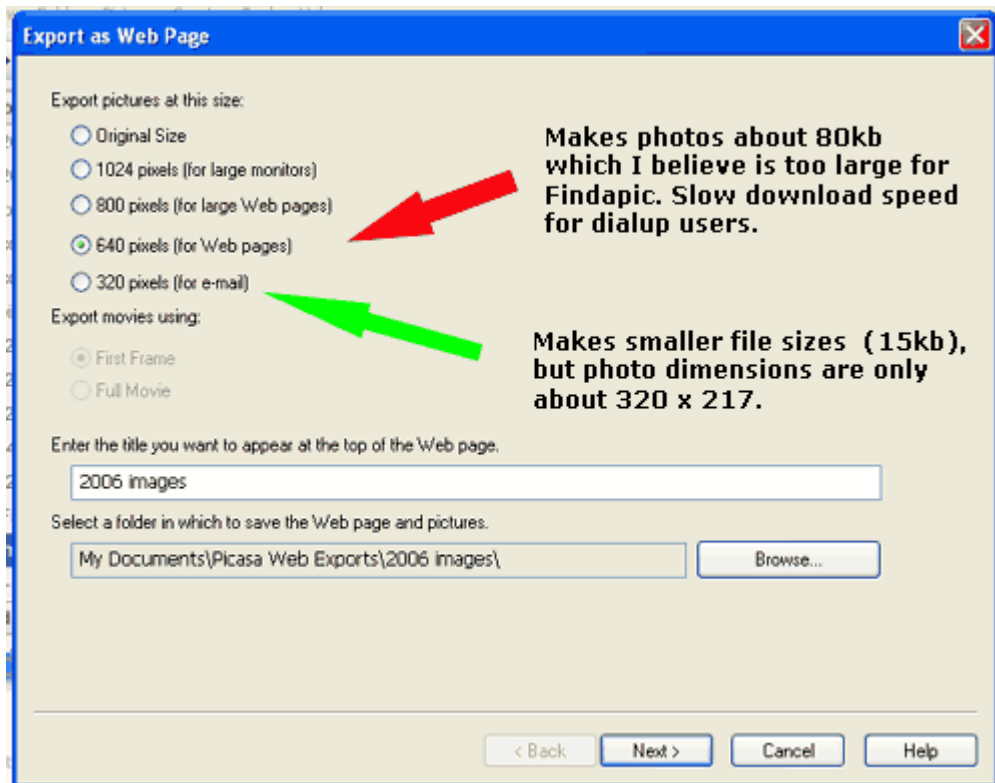 Export as Web Page
Export pictures at this size:
Original Size
1024 pixels (for large monitors)
800 pixels (for large Web pages)
640 pixels (for Web pages)
320 pixels (for e-mail)
Makes photos about 80kb
which I believe is too large for
Findapic. Slow download speed
for dialup users.
Export movies using:
First Frame
Full Movie
Makes smaller file sizes (15kb),
but photo dimensions are only
about 320 x 217.
Enter the title you want to appear at the top of the Web page.
2006 images
Select a folder in which to save the Web page and pictures.
My Documents\Picasa Web Exports\2006 images\
Browse...
< Back
Next >
Cancel
Help